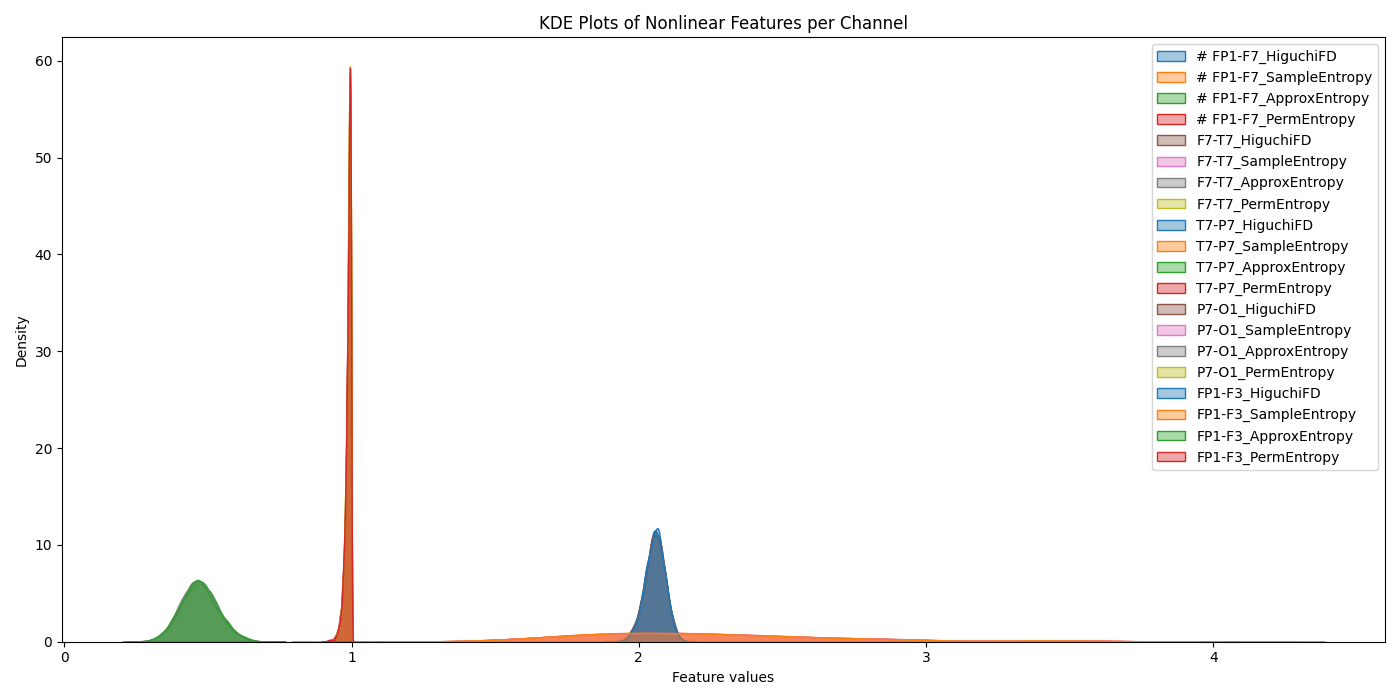 KDE Plots of Nonlinear Features per Channel
60
50
40
30
20
10
0
Density
0
1
2
3
4
Feature values
# FP1-F7_HiguchiFD
# FP1-F7_SampleEntropy
# FP1-F7_ApproxEntropy
# FP1-F7_PermEntropy
F7-T7_HiguchiFD
F7-T7_SampleEntropy
F7-T7_ApproxEntropy
F7-T7_PermEntropy
T7-P7_HiguchiFD
T7-P7_SampleEntropy
T7-P7_ApproxEntropy
T7-P7_PermEntropy
P7-O1_HiguchiFD
P7-O1_SampleEntropy
P7-O1_ApproxEntropy
P7-O1_PermEntropy
FP1-F3_HiguchiFD
FP1-F3_SampleEntropy
FP1-F3_ApproxEntropy
FP1-F3_PermEntropy